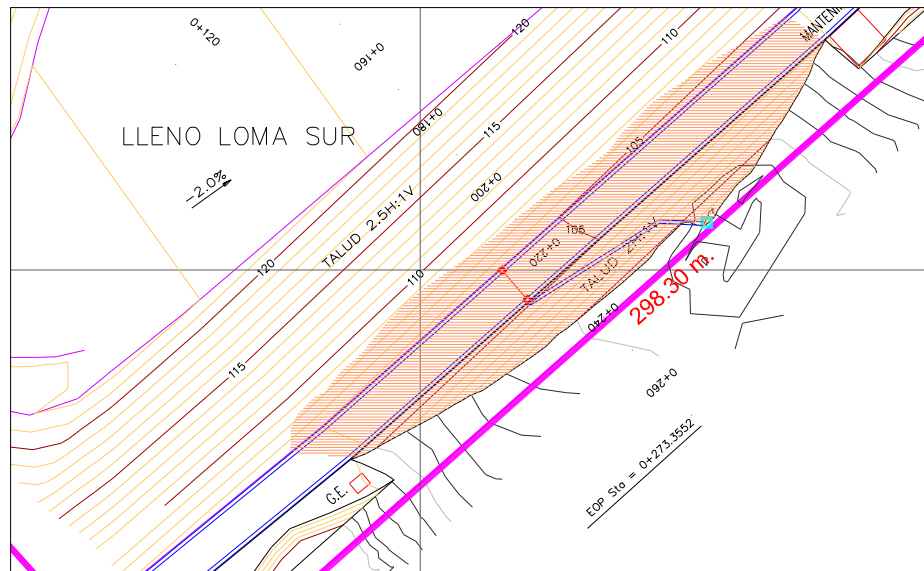 0+120
0+160
120
110
MANTENI
LLENO LOMA SUR
0+180
115
105
-2.0%
0+200
TALUD 2.5H:1V
105
0+220
TALUD 2H:1V
120
110
298.30 m.
0+240
115
0+260
G.E.
EOP Sta = 0+273.3552